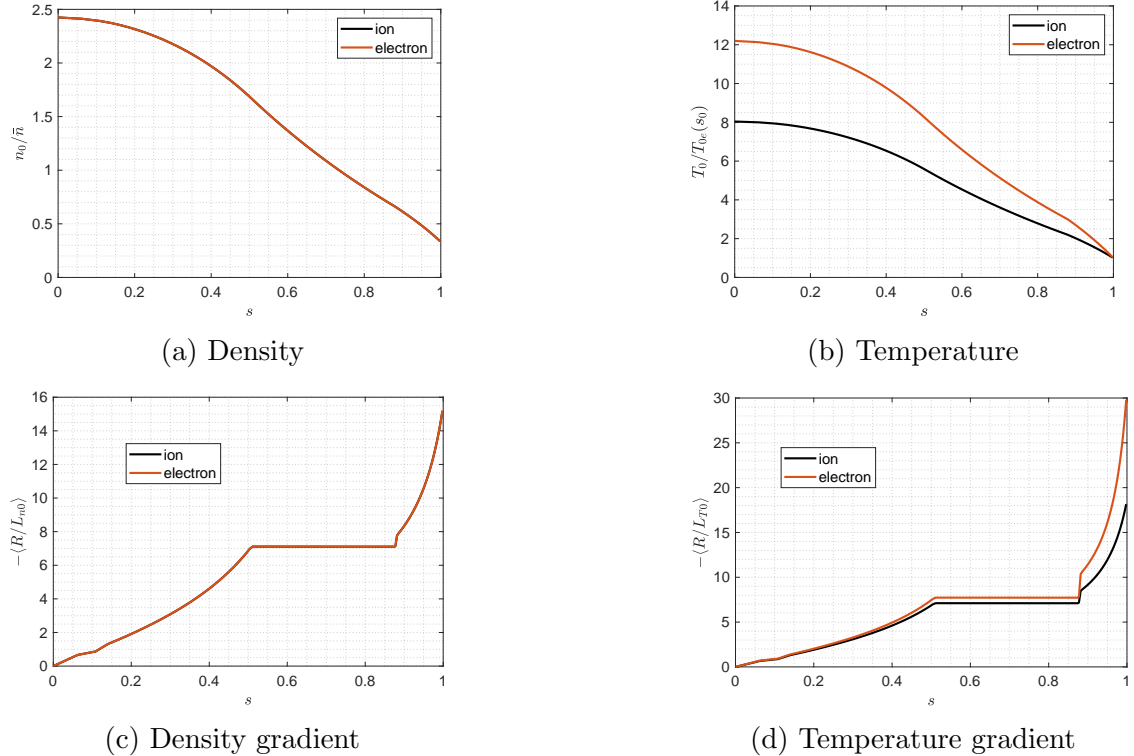 2.5
2
1.5
1
0.5
0
n₀/n̄
ion
electron
0 0.2 0.4 0.6 0.8 1
s
(a) Density
14
12
10
8
6
4
2
0
T₀/T₀ₑ(s₀)
ion
electron
0 0.2 0.4 0.6 0.8 1
s
(b) Temperature
16
14
12
10
8
6
4
2
0
−⟨R/Lₙ₀⟩
ion
electron
0 0.2 0.4 0.6 0.8 1
s
(c) Density gradient
30
25
20
15
10
5
0
−⟨R/L_{T0}⟩
ion
electron
0 0.2 0.4 0.6 0.8 1
s
(d) Temperature gradient